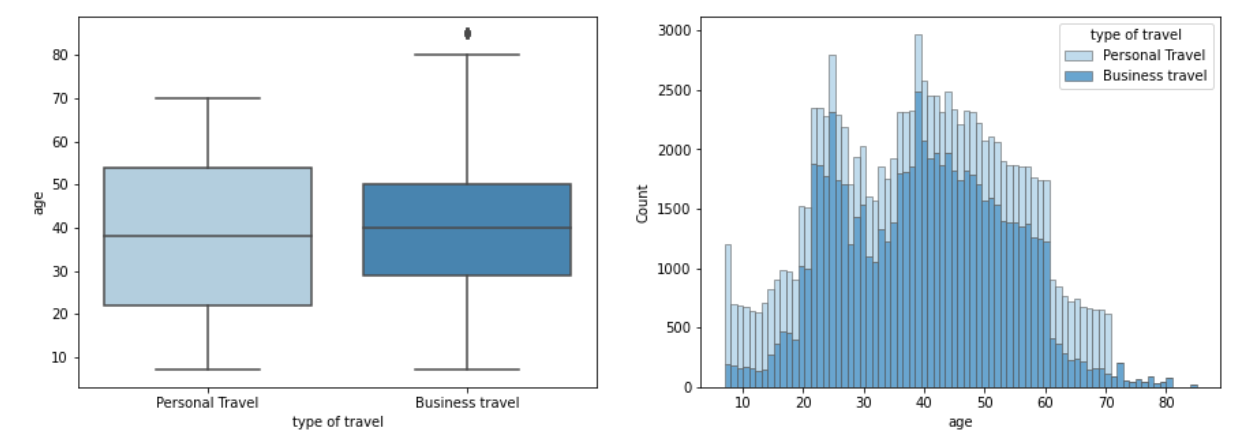 80
70
60
50
40
30
20
10
age
Personal Travel
Business travel
type of travel
3000
2500
2000
1500
1000
500
0
Count
type of travel
Personal Travel
Business travel
10 20 30 40 50 60 70 80
age